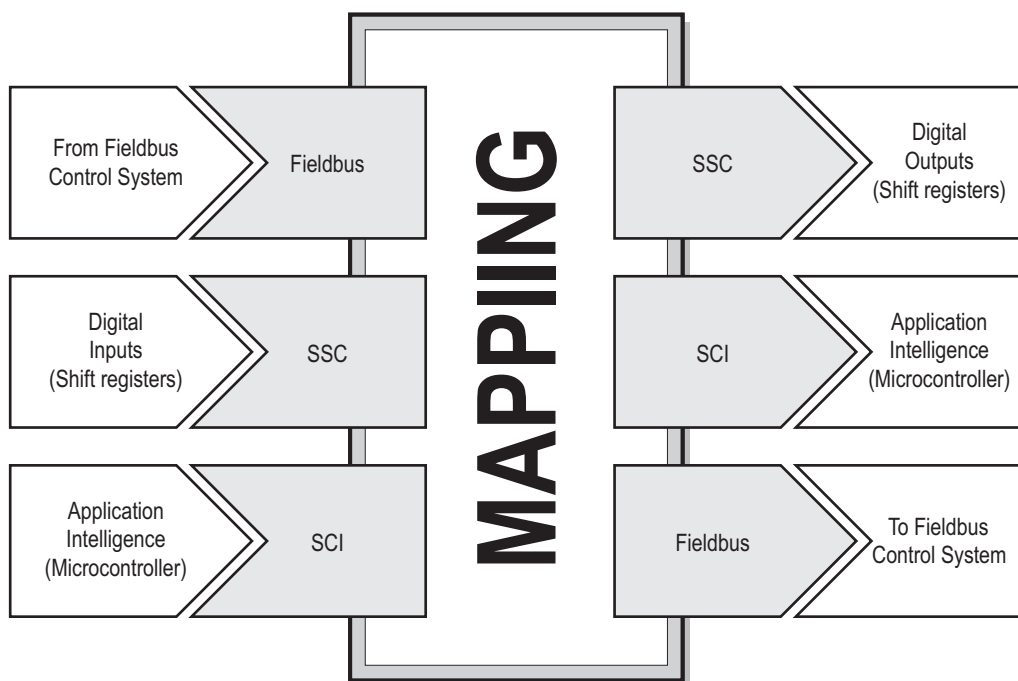 From Fieldbus
Control System
Fieldbus
SSC
Digital
Outputs
(Shift registers)
Digital
Inputs
(Shift registers)
SSC
MAPPIING
SCI
Application
Intelligence
(Microcontroller)
Application
Intelligence
(Microcontroller)
SCI
Fieldbus
To Fieldbus
Control System